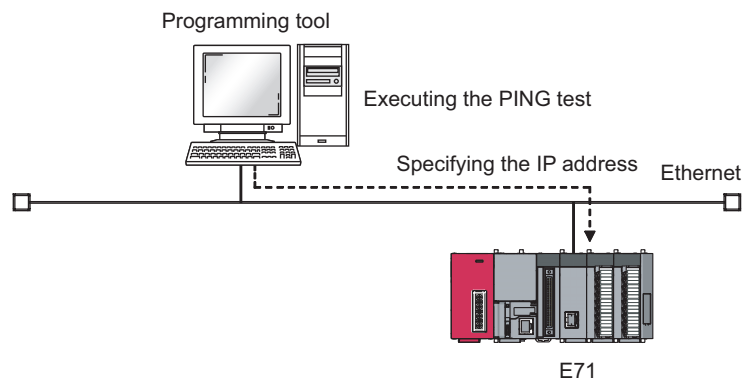 Programming tool
Executing the PING test
Specifying the IP address
Ethernet
E71